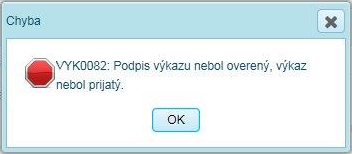 Chyba
VYK0082: Podpis výkazu nebol overený, výkaz
nebol prijatý.
OK